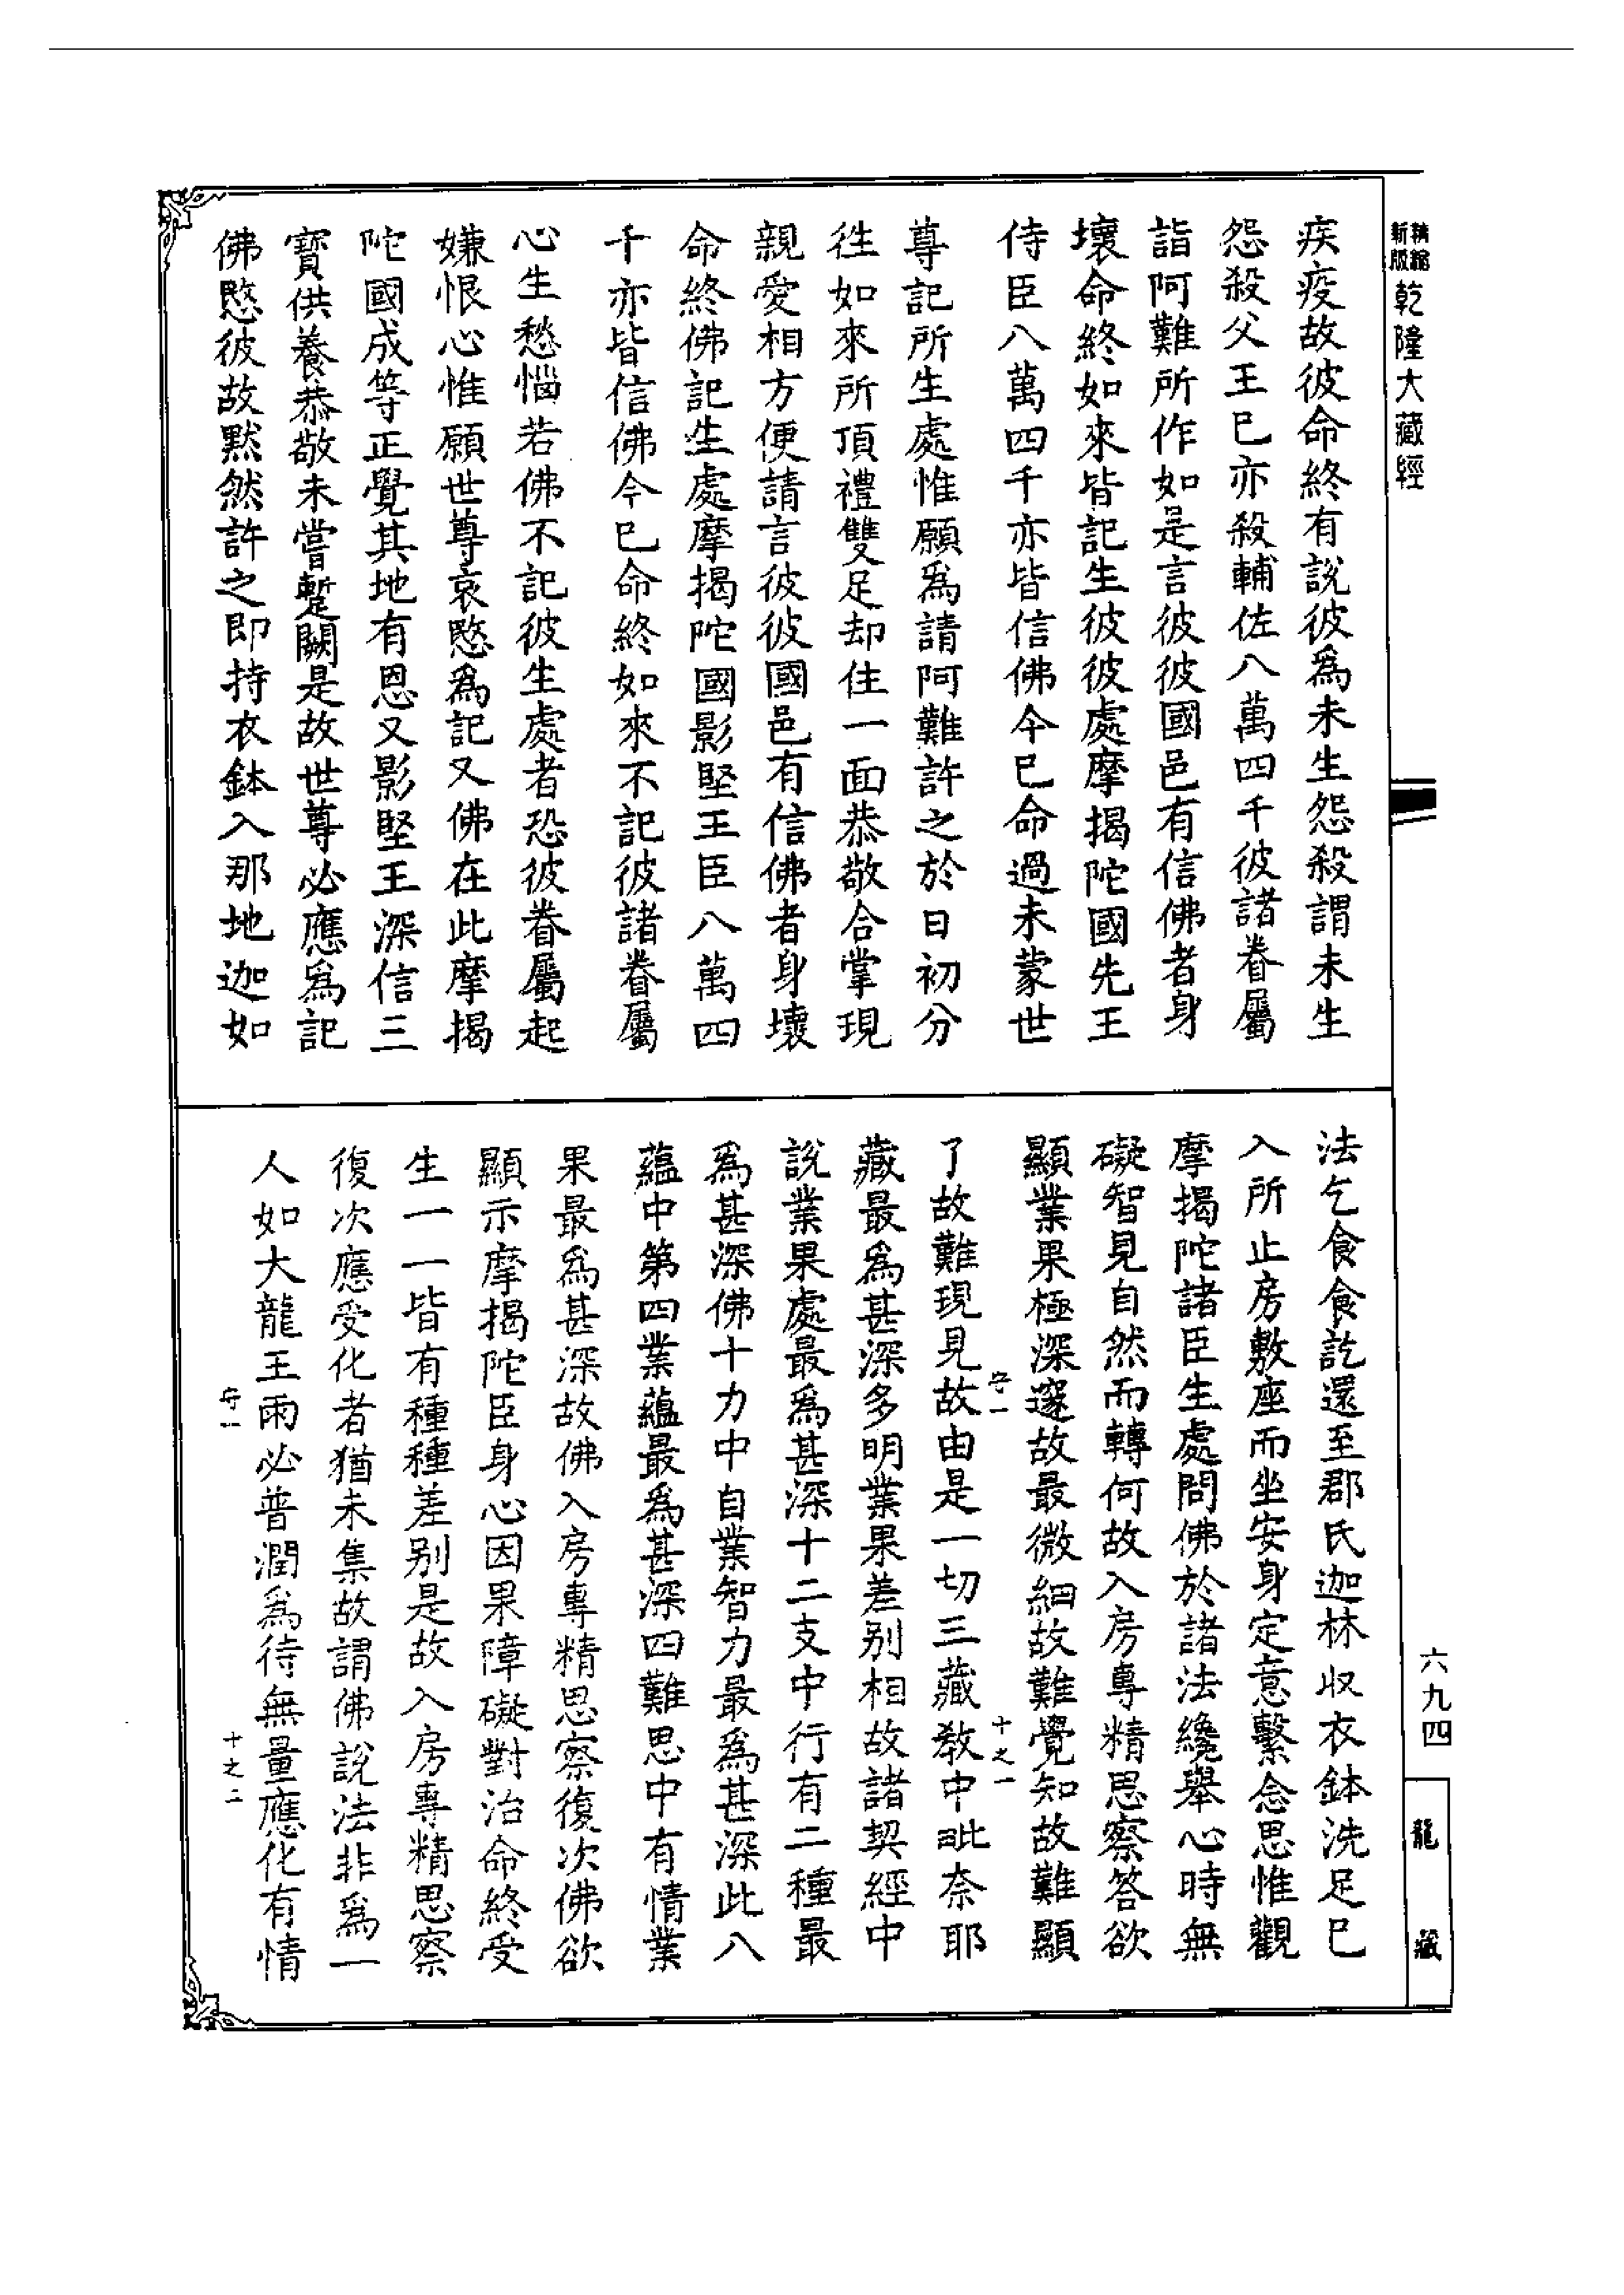 新版精縮乾隆大藏經
疾疫故彼命終有說彼爲未生怨殺謂未生
怨殺父王已亦殺輔佐八萬四千彼諸眷屬
詣阿難所作如是言彼彼國邑有信佛者身
壞命終如來皆記生彼彼處摩揭陀國先王
侍臣八萬四千亦皆信佛今已命過未蒙世
尊記所生處惟願爲請阿難許之於日初分
徃如來所頂禮雙足却住一面恭敬合掌現
親愛相方便請言彼彼國邑有信佛者身壞
命終佛記生處摩揭陀國影堅王臣八萬四
千亦皆信佛今已命終如來不記彼諸眷屬
心生愁惱若佛不記彼生處者恐彼眷屬起
嫌恨心惟願世尊哀愍爲記又佛在此摩揭
陀國成等正覺其地有恩又影堅王深信三
寶供養恭敬未嘗蹔闕是故世尊必應爲記
佛愍彼故默然許之即持衣鉢入那地迦如
法乞食食訖還至郡氏迦林收衣鉢洗足已
入所止房敷座而坐安身定意繫念思惟觀
摩揭陀諸臣生處問佛於諸法纔舉心時無
礙智見自然而轉何故入房專精思察答欲
顯業果極深邃故最微細故難覺知故難顯
守一 十之一
了故難現見故由是一切三藏教中毗奈耶
藏最爲甚深多明業果差別相故諸契經中
說業果處最爲甚深十二支中行有二種最
爲甚深佛十力中自業智力最爲甚深此八
蘊中第四業蘊最爲甚深四難思中有情業
果最爲甚深故佛入房專精思察復次佛欲
顯示摩揭陀臣身心因果障礙對治命終受
生一一皆有種種差別是故入房專精思察
復次應受化者猶未集故謂佛說法非爲一
人如大龍王雨必普潤爲待無量應化有情
守一 十之二
六九四
龍藏